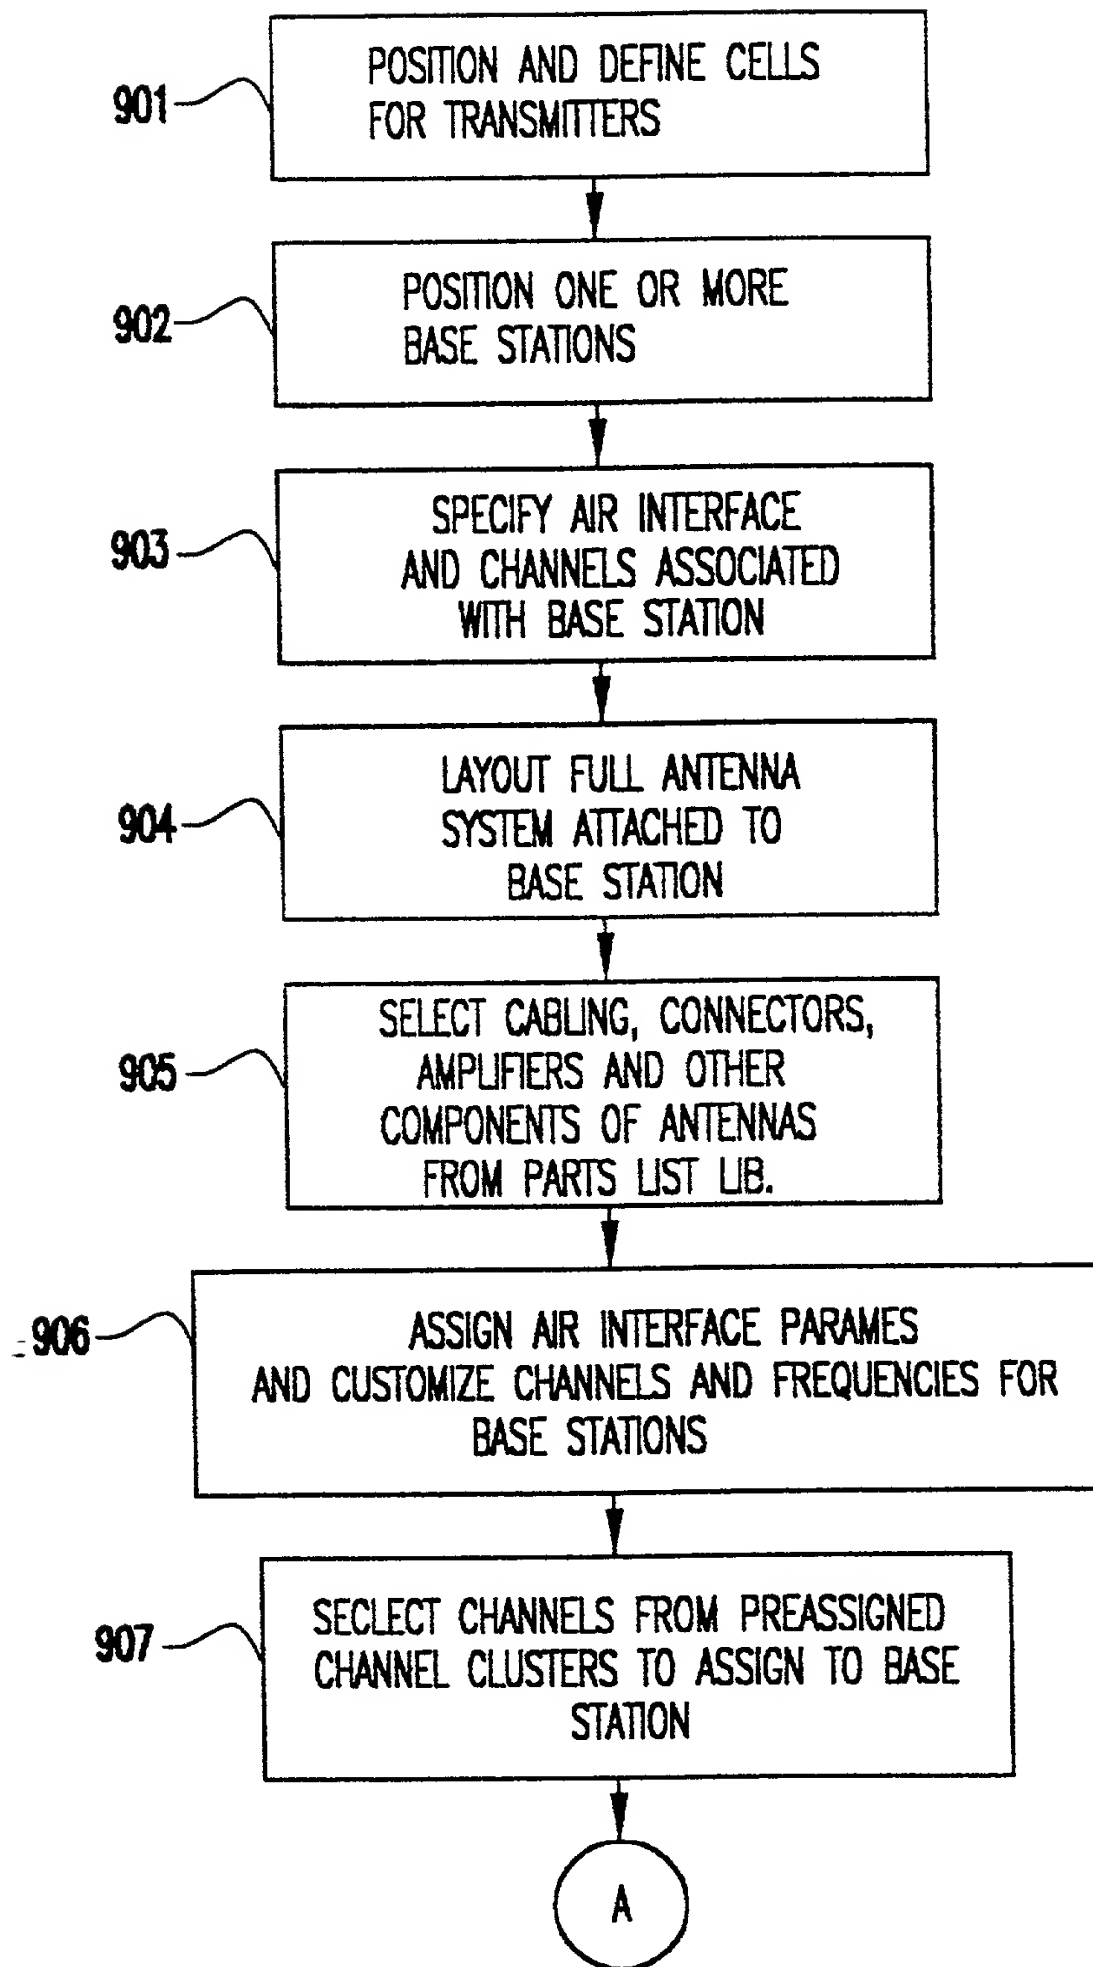 901
POSITION AND DEFINE CELLS
FOR TRANSMITTERS
902
POSITION ONE OR MORE
BASE STATIONS
903
SPECIFY AIR INTERFACE
AND CHANNELS ASSOCIATED
WITH BASE STATION
904
LAYOUT FULL ANTENNA
SYSTEM ATTACHED TO
BASE STATION
905
SELECT CABLING, CONNECTORS,
AMPLIFIERS AND OTHER
COMPONENTS OF ANTENNAS
FROM PARTS LIST LIB.
906
ASSIGN AIR INTERFACE PARAMES
AND CUSTOMIZE CHANNELS AND FREQUENCIES FOR
BASE STATIONS
907
SECLECT CHANNELS FROM PREASSIGNED
CHANNEL CLUSTERS TO ASSIGN TO BASE
STATION
A